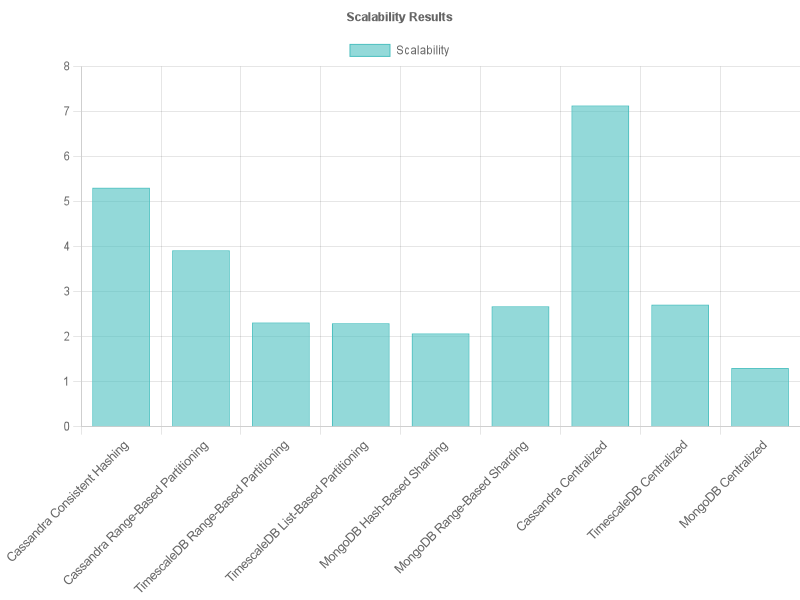 Scalability Results
Scalability
8
7
6
5
4
3
2
1
0
Cassandra Consistent Hashing
Cassandra Range-Based Partitioning
TimescaleDB Range-Based Partitioning
TimescaleDB List-Based Partitioning
MongoDB Hash-Based Sharding
MongoDB Range-Based Sharding
Cassandra Centralized
TimescaleDB Centralized
MongoDB Centralized